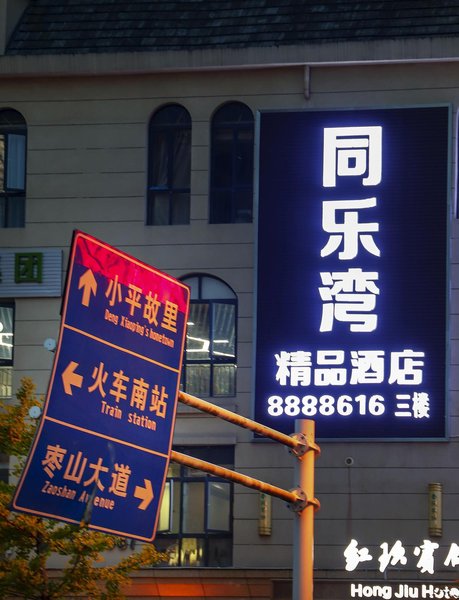 同
乐
湾
精品酒店
8888616 三楼
小平故里
Deng Xiaoping's hometown
火车南站
Train station
枣山大道
Zaoshan Avenue
Hong Jiu Hote